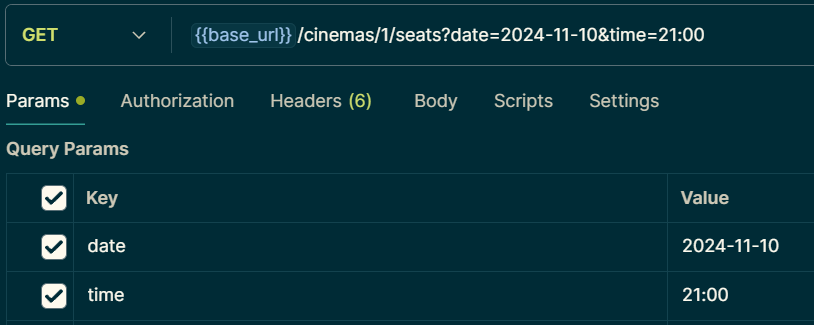 GET {{base_url}}/cinemas/1/seats?date=2024-11-10&time=21:00
Params Authorization Headers (6) Body Scripts Settings
Query Params
Key Value
date 2024-11-10
time 21:00